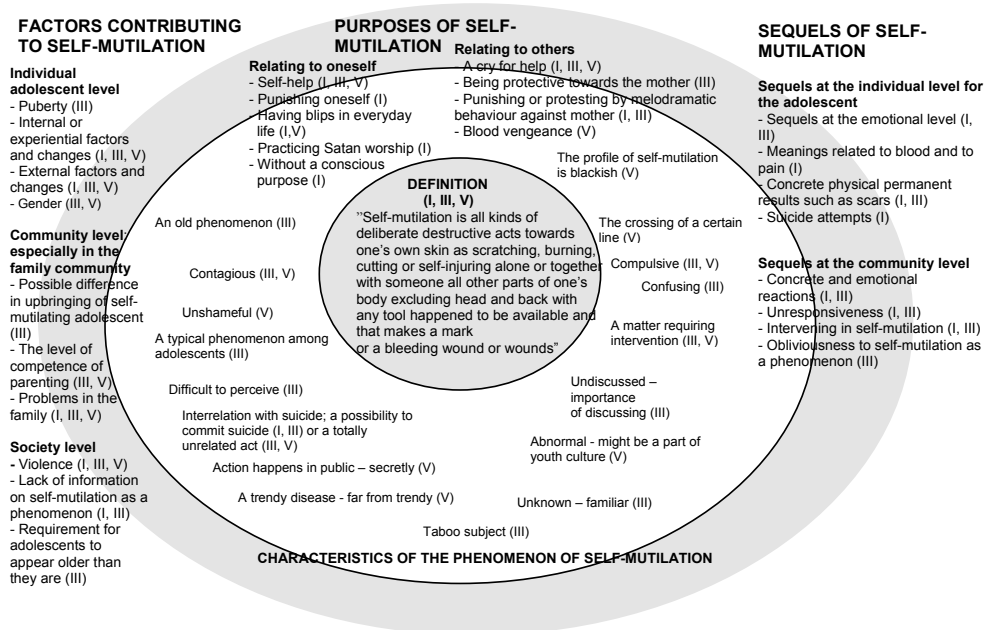 FACTORS CONTRIBUTING
TO SELF-MUTILATION
Individual
adolescent level
- Puberty (III)
- Internal or
experiential factors
and changes (I, III, V)
- External factors and
changes (I, III, V)
- Gender (III, V)
Community level;
especially in the
family community
- Possible difference
in upbringing of self-
mutilating adolescent
(III)
- The level of
competence of
parenting (III, V)
- Problems in the
family (I, III, V)
Society level
- Violence (I, III, V)
- Lack of information
on self-mutilation as a
phenomenon (I, III)
- Requirement for
adolescents to
appear older than
they are (III)
PURPOSES OF SELF-
MUTILATION
Relating to oneself
- Self-help (I, III, V)
- Punishing oneself (I)
- Having blips in everyday
life (I,V)
- Practicing Satan worship (I)
- Without a conscious
purpose (I)
Relating to others
- A cry for help (I, III, V)
- Being protective towards the mother (III)
- Punishing or protesting by melodramatic
behaviour against mother (I, III)
- Blood vengeance (V)
SEQUELS OF SELF-
MUTILATION
Sequels at the individual level for
the adolescent
- Sequels at the emotional level (I,
III)
- Meanings related to blood and to
pain (I)
- Concrete physical permanent
results such as scars (I, III)
- Suicide attempts (I)
Sequels at the community level
- Concrete and emotional
reactions (I, III)
- Unresponsiveness (I, III)
- Intervening in self-mutilation (I, III)
- Obliviousness to self-mutilation as
a phenomenon (III)
DEFINITION
(I, III, V)
"Self-mutilation is all kinds of
deliberate destructive acts towards
one's own skin as scratching, burning,
cutting or self-injuring alone or together
with someone all other parts of one's
body excluding head and back with
any tool happened to be available and
that makes a mark
or a bleeding wound or wounds"
An old phenomenon (III)
Contagious (III, V)
Unshameful (V)
A typical phenomenon among
adolescents (III)
Difficult to perceive (III)
Interrelation with suicide; a possibility to
commit suicide (I, III) or a totally
unrelated act (III, V)
Action happens in public – secretly (V)
A trendy disease - far from trendy (V)
Taboo subject (III)
The profile of self-mutilation
is blackish (V)
The crossing of a certain
line (V)
Compulsive (III, V)
Confusing (III)
A matter requiring
intervention (III, V)
Undiscussed –
importance
of discussing (III)
Abnormal - might be a part of
youth culture (V)
Unknown – familiar (III)
CHARACTERISTICS OF THE PHENOMENON OF SELF-MUTILATION